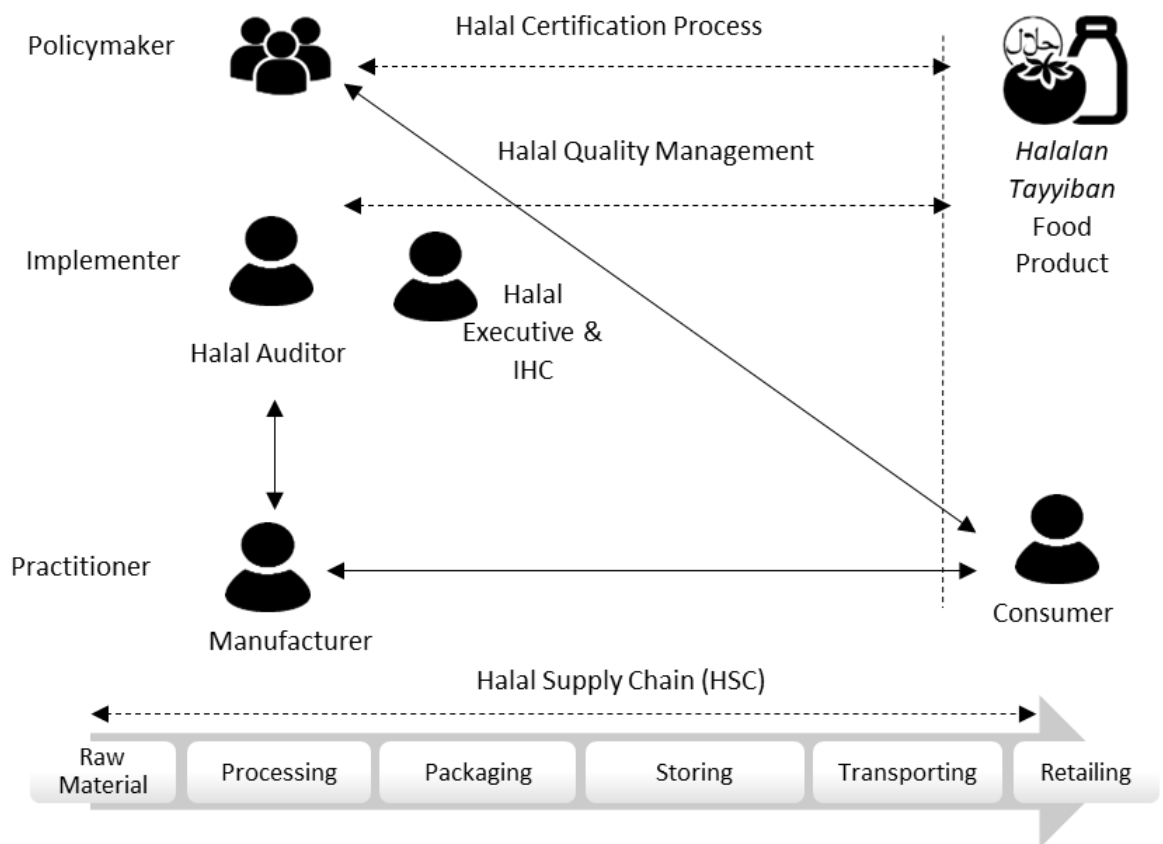 Policymaker
Halal Certification Process
حلال
Halal Quality Management
Halalan
Tayyiban
Food
Product
Implementer
Halal Auditor
Halal
Executive &
IHC
Practitioner
Manufacturer
Consumer
Halal Supply Chain (HSC)
Raw
Material
Processing
Packaging
Storing
Transporting
Retailing